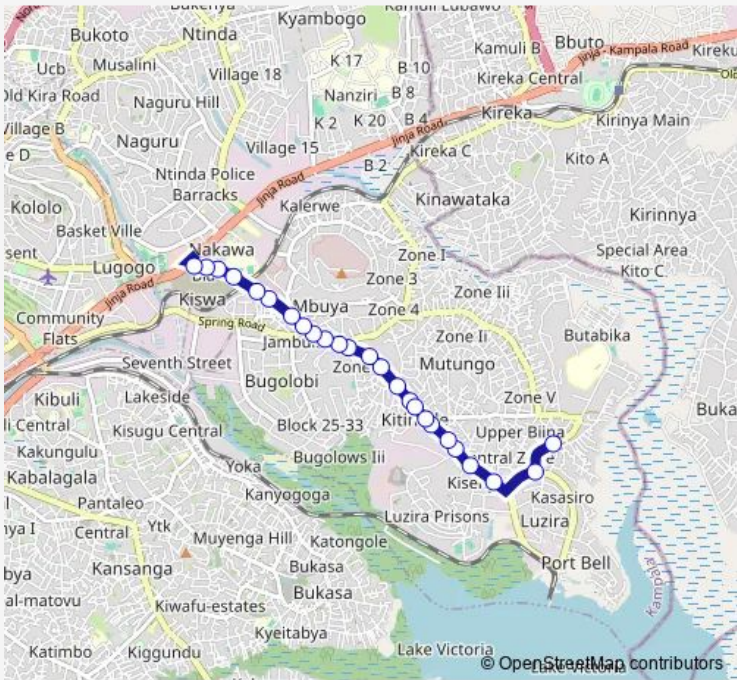 Kyambogo
Bukoto
Ntinda
Kamuli B
Bbuto
Jinja - Kampala Road
Kireku
Ucb
Musalini
Village 18
K 17
B 10
Kireka Central
Old Kira Road
Naguru Hill
Nanziri
B 8
Village B
K 2
K 20
B 4
Kireka
Kirinya Main
Naguru
Village 15
Jinja Road
Kireka C
Kito A
Ntinda Police
Barracks
B 2
Jinja Road
Kololo
Kalerwe
Kinawataka
Kirinnya
Basket Ville
Nakawa
Zone I
Special Area
Kito C
Lugogo
Zone 3
Jinja Road
Kiswa
Mbuya
Zone Iii
Community
Flats
Spring Road
Zone 4
Zone Ii
Butabika
Seventh Street
Mutungo
Bugolobi
Kibuli
Lakeside
Zone V
Kisugu Central
Block 25-33
Upper Biina
Kakungulu
Bugolows Iii
Kabalagala
Yoka
Kanyogoga
Kasasiro
Pantaleo
Luzira Prisons
Luzira
Central
Ytk
Muyenga Hill
Katongole
Port Bell
Kansanga
Bukasa
Bukasa
Kampala
Kiwafu-estates
Kyeitabya
Katimbo
Kiggundu
Lake Victoria
Lake Victoria
© OpenStreetMap contributors